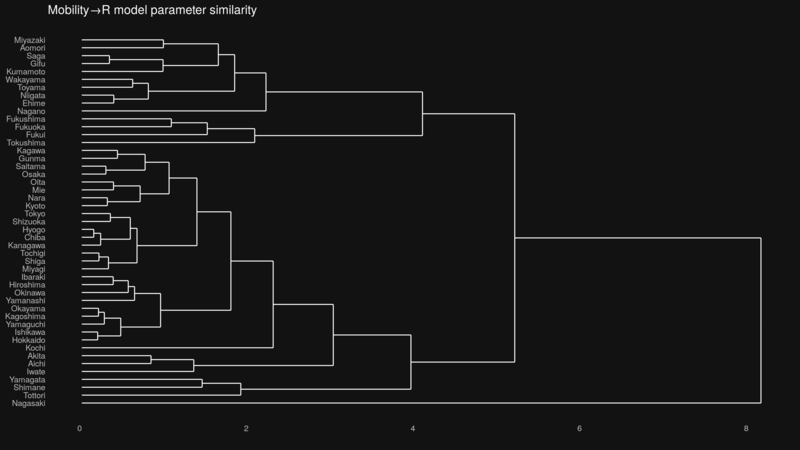 Mobility→R model parameter similarity
Miyazaki
Aomori
Saga
Gifu
Kumamoto
Wakayama
Toyama
Niigata
Ehime
Nagano
Fukushima
Fukuoka
Fukui
Tokushima
Kagawa
Gunma
Saitama
Osaka
Oita
Mie
Nara
Kyoto
Tokyo
Shizuoka
Hyogo
Chiba
Kanagawa
Tochigi
Shiga
Miyagi
Ibaraki
Hiroshima
Okinawa
Yamanashi
Okayama
Kagoshima
Yamaguchi
Ishikawa
Hokkaido
Kochi
Akita
Aichi
Iwate
Yamagata
Shimane
Tottori
Nagasaki
0 2 4 6 8